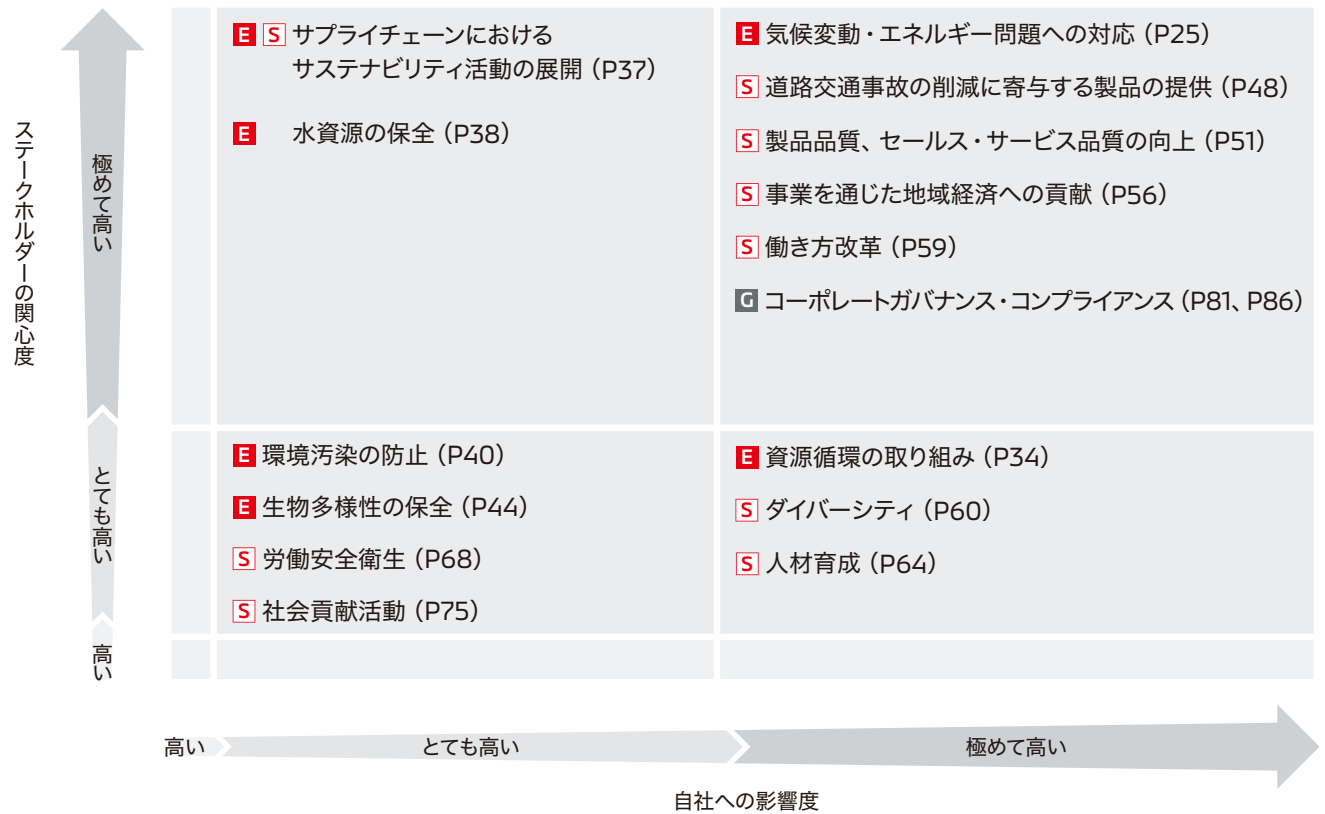 ステークホルダーの関心度
極めて高い
とても高い
高い
E S サプライチェーンにおける
サステナビリティ活動の展開（P37）
E 水資源の保全（P38）
E 気候変動・エネルギー問題への対応（P25）
S 道路交通事故の削減に寄与する製品の提供（P48）
S 製品品質、セールス・サービス品質の向上（P51）
S 事業を通じた地域経済への貢献（P56）
S 働き方改革（P59）
G コーポレートガバナンス・コンプライアンス（P81、P86）
E 環境汚染の防止（P40）
E 生物多様性の保全（P44）
S 労働安全衛生（P68）
S 社会貢献活動（P75）
E 資源循環の取り組み（P34）
S ダイバーシティ（P60）
S 人材育成（P64）
高い
とても高い
極めて高い
自社への影響度